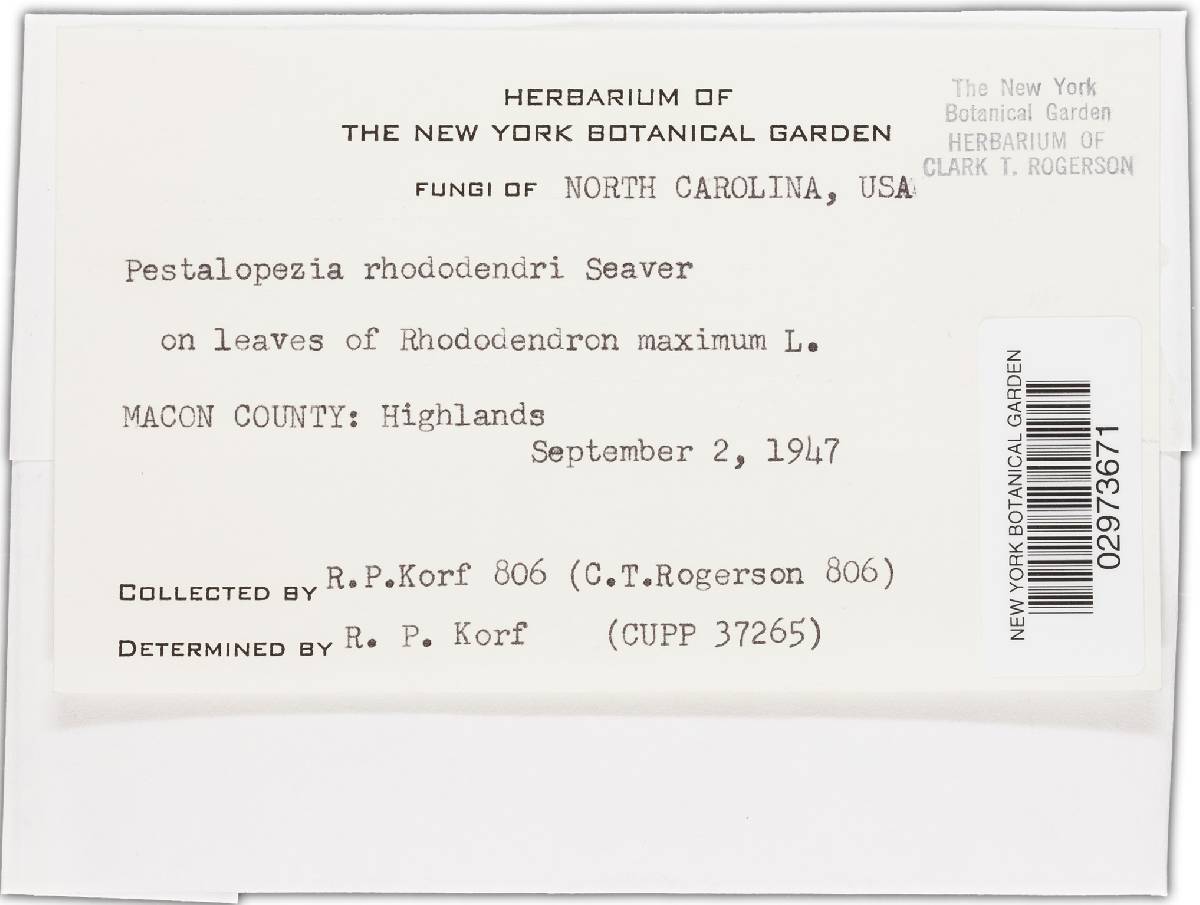 HERBARIUM OF
THE NEW YORK BOTANICAL GARDEN
The New York
Botanical Garden
HERBARIUM OF
CLARK T. ROGERSON
FUNGI OF NORTH CAROLINA, USA
Pestalopezia rhododendri Seaver
on leaves of Rhododendron maximum L.
MACON COUNTY: Highlands
September 2, 1947
COLLECTED BY R.P.Korf 806 (C.T.Rogerson 806)
DETERMINED BY R. P. Korf (CUPP 37265)
NEW YORK BOTANICAL GARDEN
02973671